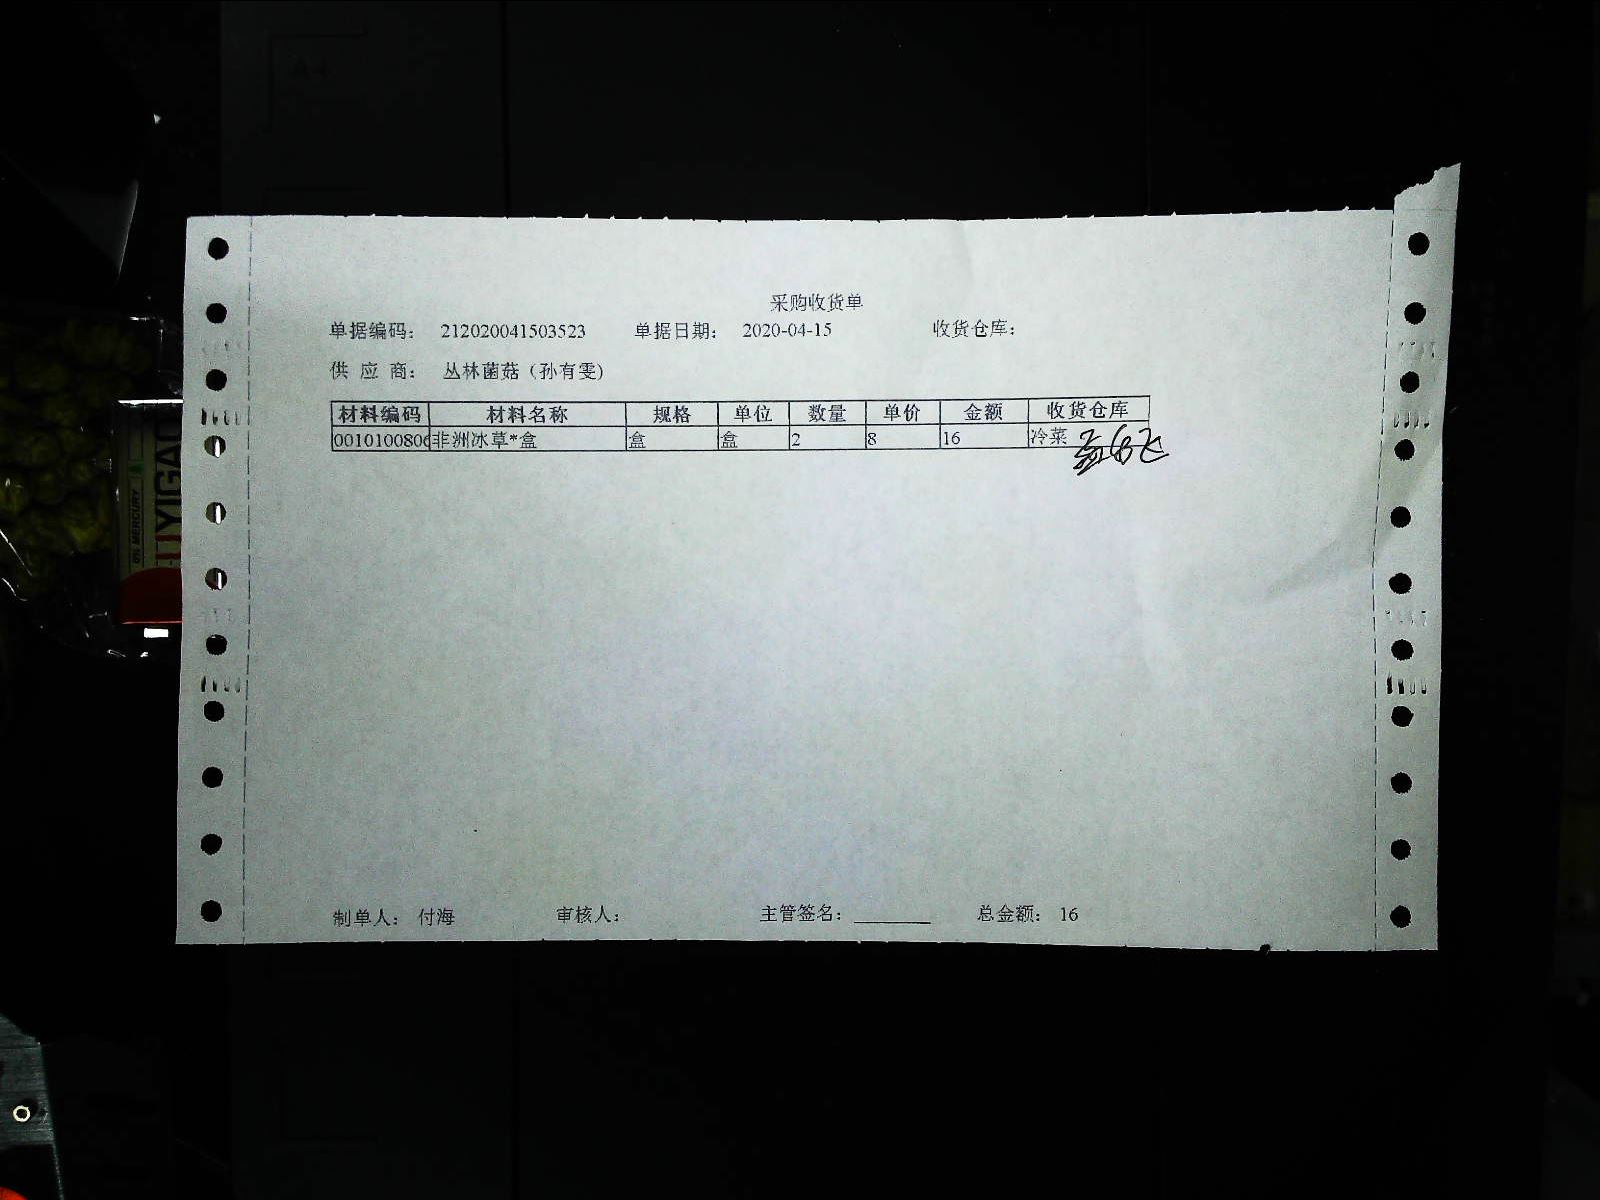 采购收货单
单据编码： 212020041503523 单据日期： 2020-04-15 收货仓库：
供 应 商： 丛林菌菇（孙有雯）
材料编码 材料名称 规格 单位 数量 单价 金额 收货仓库
0010100806 非洲冰草*盒 盒 盒 2 8 16 冷菜
制单人： 付海 审核人： 主管签名： 总金额： 16
0% MERCURY